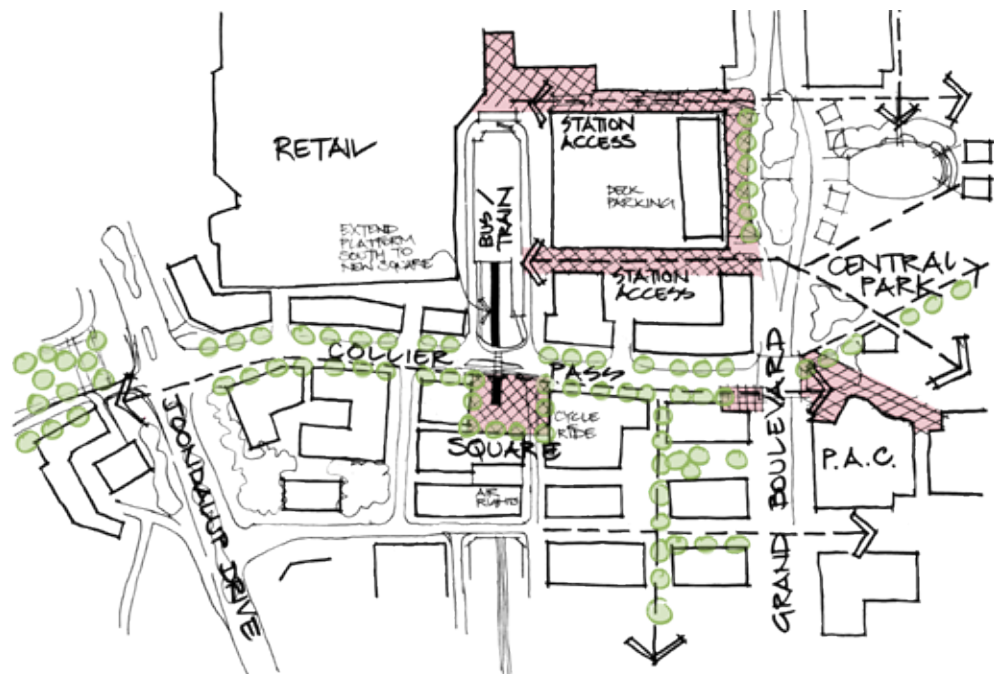 RETAIL
STATION
ACCESS
DECK
PARKING
BUS/
TRAIN
EXTEND
PLATFORM
SOUTH TO
NEW SQUARE
STATION
ACCESS
CENTRAL
PARK
COLLIER
PASS
CYCLE
RIDE
SQUARE
AIR
RIGHTS
JOONDALUP DRIVE
GRAND BOULEVARD
P.A.C.